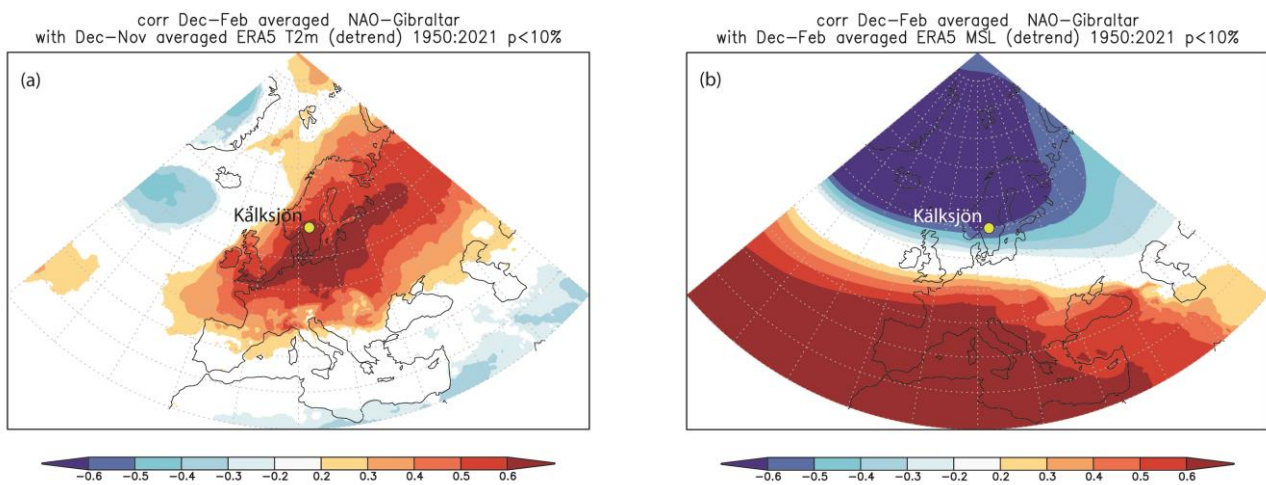 corr Dec-Feb averaged NAO-Gibraltar
with Dec-Nov averaged ERA5 T2m (detrend) 1950:2021 p<10%
(a)
Kälksjön
-0.6 -0.5 -0.4 -0.3 -0.2 0.2 0.3 0.4 0.5 0.6
corr Dec-Feb averaged NAO-Gibraltar
with Dec-Feb averaged ERA5 MSL (detrend) 1950:2021 p<10%
(b)
Kälksjön
-0.6 -0.5 -0.4 -0.3 -0.2 0.2 0.3 0.4 0.5 0.6